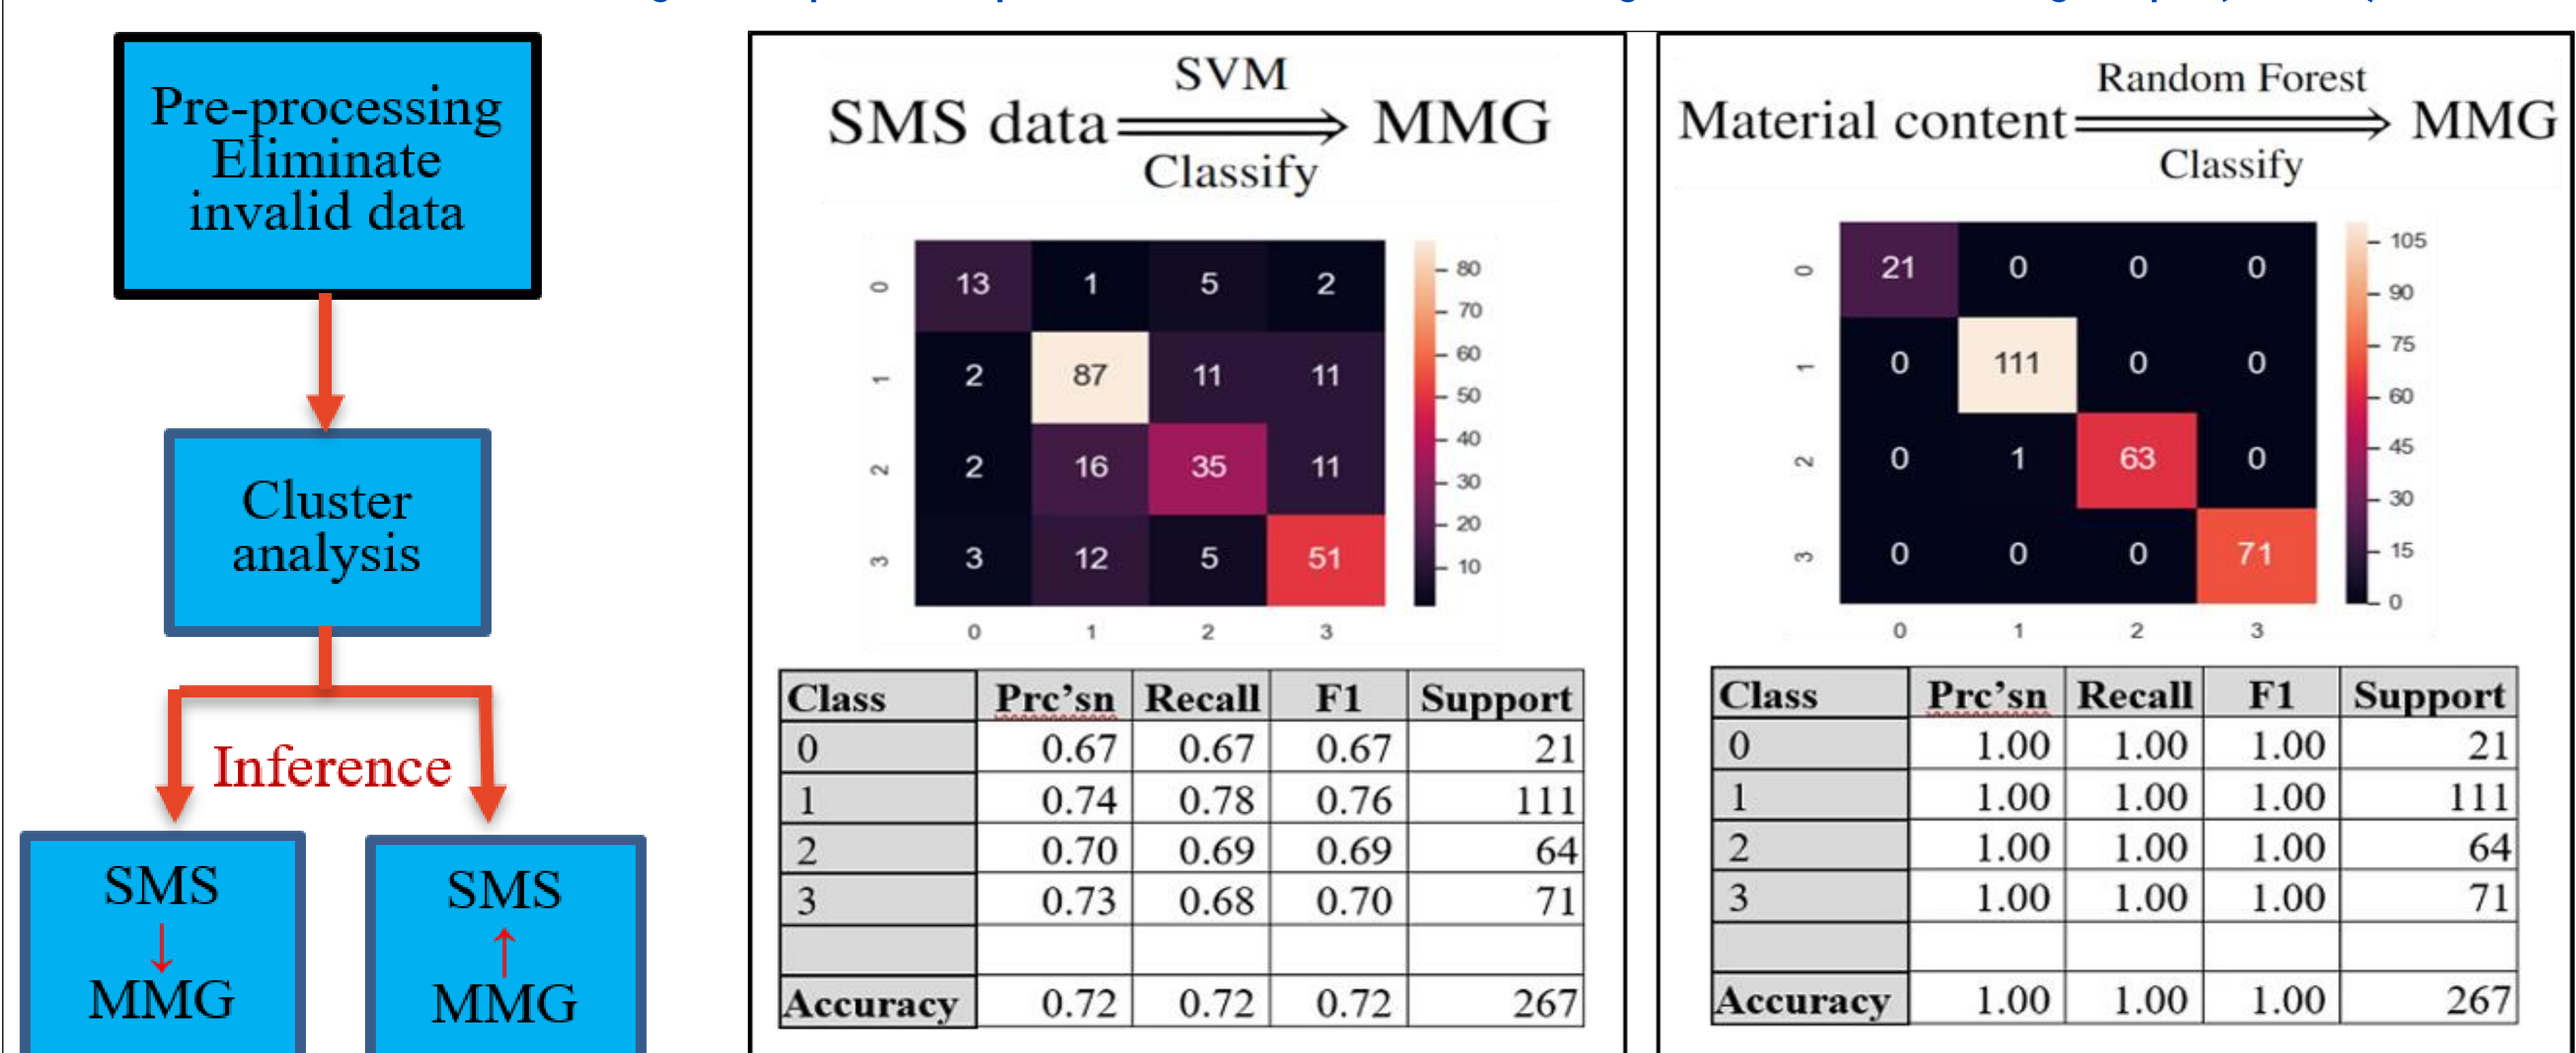 Pre-processing
Eliminate
invalid data
Cluster
analysis
Inference
SMS
↓
MMG
SMS
↑
MMG
SVM
SMS data ⟹ MMG
Classify
80
70
60
50
40
30
20
10
0 13 1 5 2
1 2 87 11 11
2 2 16 35 11
3 3 12 5 51
0 1 2 3
Class Prc'sn Recall F1 Support
0 0.67 0.67 0.67 21
1 0.74 0.78 0.76 111
2 0.70 0.69 0.69 64
3 0.73 0.68 0.70 71
Accuracy 0.72 0.72 0.72 267
Random Forest
Material content ⟹ MMG
Classify
105
90
75
60
45
30
15
0
0 21 0 0 0
1 0 111 0 0
2 0 1 63 0
3 0 0 0 71
0 1 2 3
Class Prc'sn Recall F1 Support
0 1.00 1.00 1.00 21
1 1.00 1.00 1.00 111
2 1.00 1.00 1.00 64
3 1.00 1.00 1.00 71
Accuracy 1.00 1.00 1.00 267